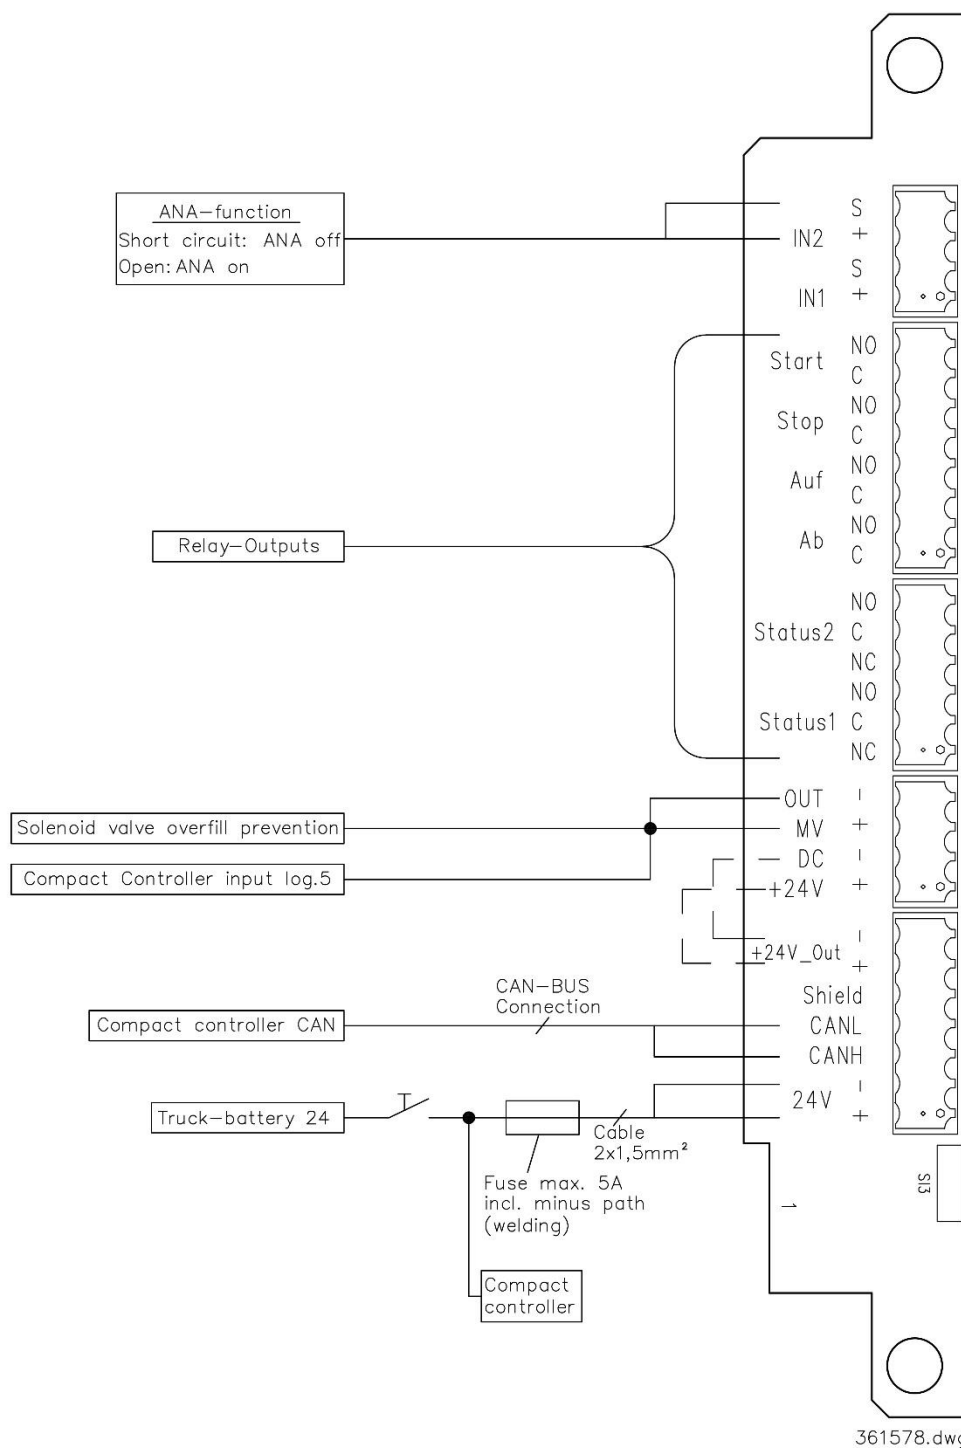 ANA-function
Short circuit: ANA off
Open: ANA on
S
IN2 +
S
IN1 +
Start NO
C
Stop NO
C
Auf NO
C
Ab NO
C
Relay-Outputs
NO
Status2 C
NC
NO
Status1 C
NC
OUT -
Solenoid valve overfill prevention
MV +
DC -
Compact Controller input log.5
+24V +
-
+24V_Out +
CAN-BUS
Connection
Shield
Compact controller CAN
CANL
CANH
24V -
+
Truck-battery 24
Cable
2x1,5mm²
Fuse max. 5A
incl. minus path
(welding)
SI3
1
Compact
controller
361578.dwg